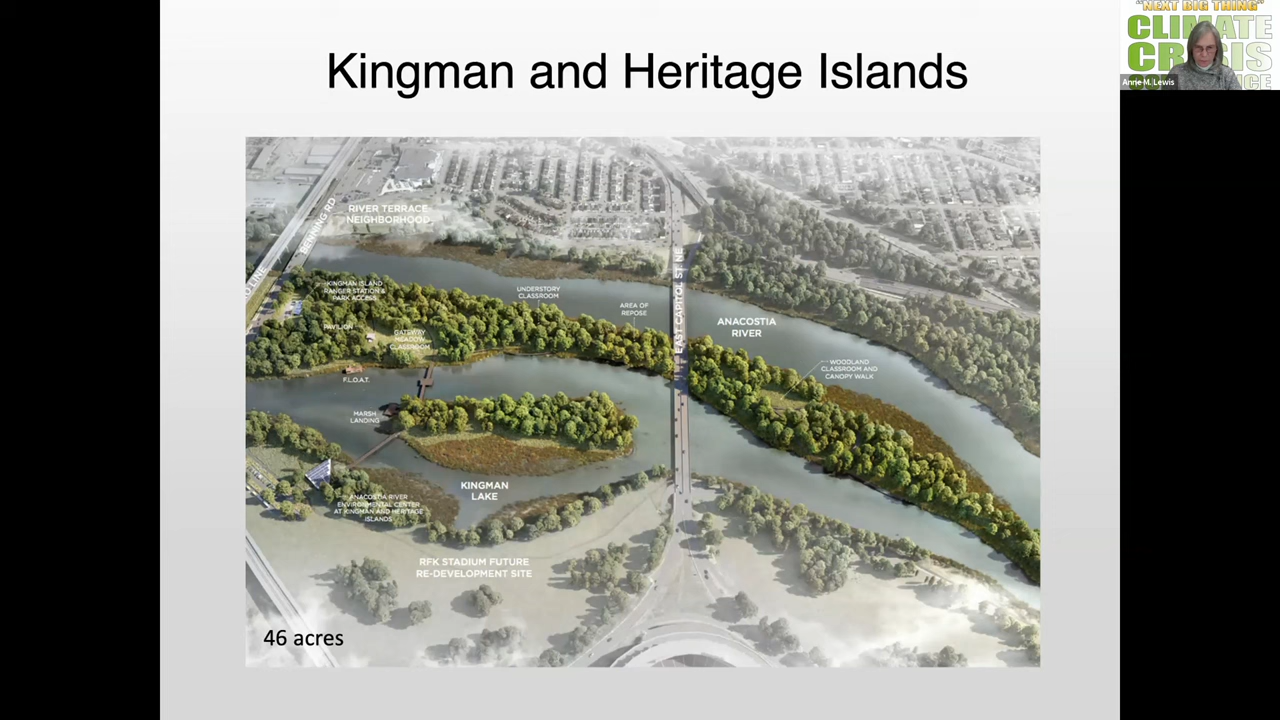 Kingman and Heritage Islands
"NEXT BIG THING"
CLIMATE
CRISIS
Anne M. Lewis
RIVER TERRACE
NEIGHBORHOOD
BENNING RD
KINGMAN ISLAND
RANGER STATION &
PARK ACCESS
UNDERSTORY
CLASSROOM
AREA OF
REPOSE
EAST CAPITOL ST NE
ANACOSTIA
RIVER
PAVILION
GATEWAY
MEADOW
CLASSROOM
WOODLAND
CLASSROOM AND
CANOPY WALK
F.L.O.A.T.
MARSH
LANDING
KINGMAN
LAKE
ANACOSTIA RIVER
ENVIRONMENTAL CENTER
AT KINGMAN AND HERITAGE
ISLANDS
RFK STADIUM FUTURE
RE-DEVELOPMENT SITE
46 acres